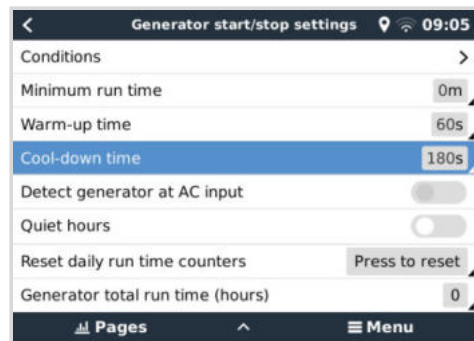 Generator start/stop settings 09:05
Conditions
Minimum run time 0m
Warm-up time 60s
Cool-down time 180s
Detect generator at AC input
Quiet hours
Reset daily run time counters Press to reset
Generator total run time (hours) 0
Pages Menu